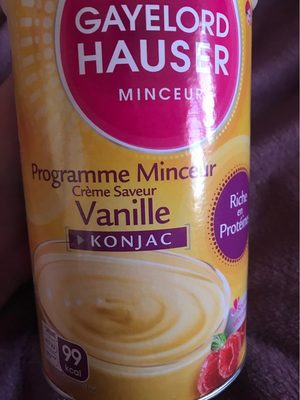 GAYELORD
HAUSER
MINCEUR
Programme Minceur
Crème Saveur
Vanille
KONJAC
Riche
en
Protéines
99
kcal